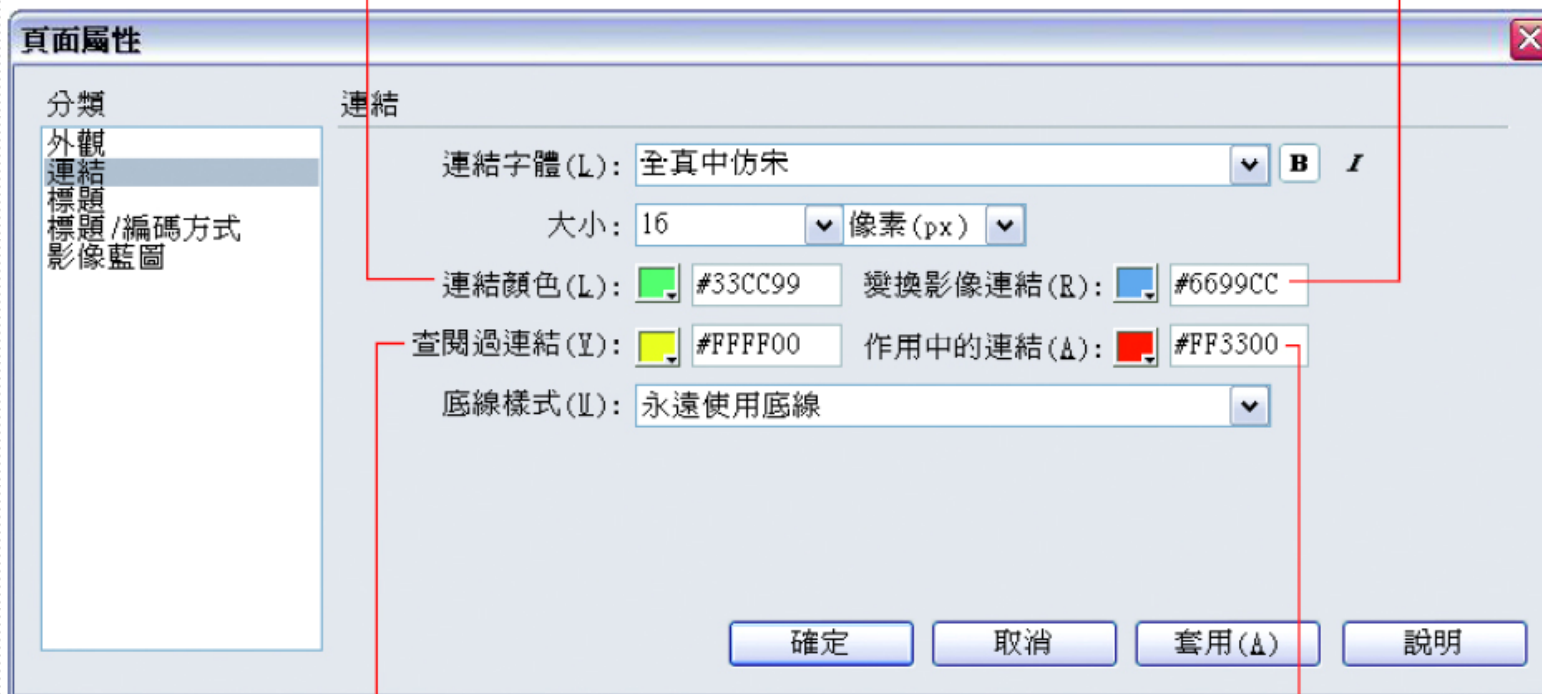 頁面屬性
分類
外觀
連結
標題
標題/編碼方式
影像藍圖
連結
連結字體(L): 全真中仿宋 B I
大小: 16 像素(px)
連結顏色(L): #33CC99 變換影像連結(R): #6699CC
查閱過連結(V): #FFFF00 作用中的連結(A): #FF3300
底線樣式(U): 永遠使用底線
確定 取消 套用(A) 說明